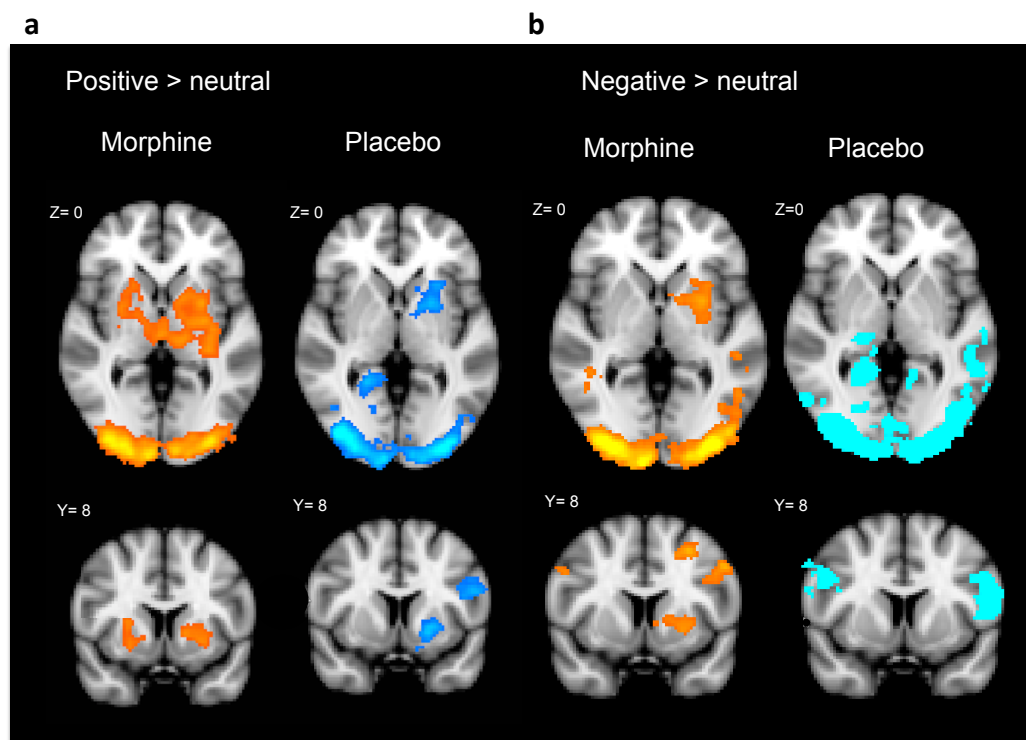 a
b
Positive > neutral
Negative > neutral
Morphine
Placebo
Morphine
Placebo
Z= 0
Z= 0
Z= 0
Z=0
Y= 8
Y= 8
Y= 8
Y= 8